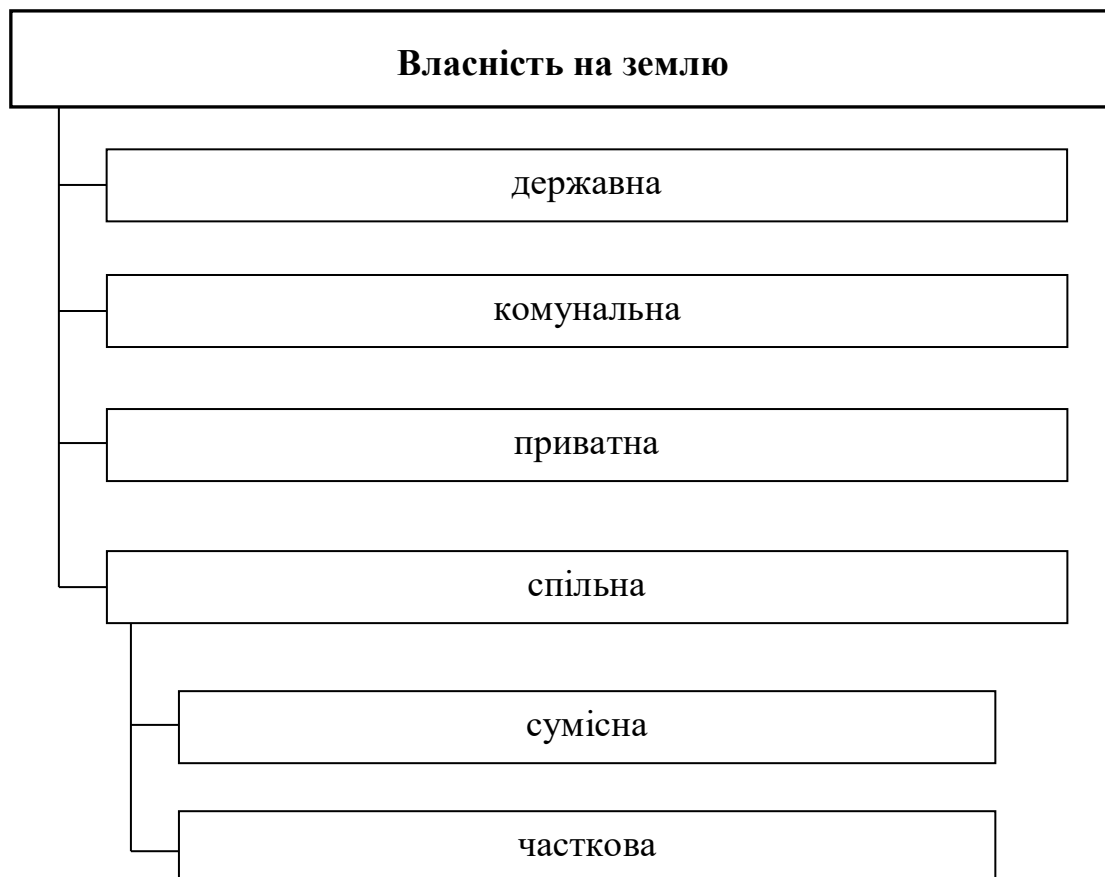 Власність на землю
державна
комунальна
приватна
спільна
сумісна
часткова